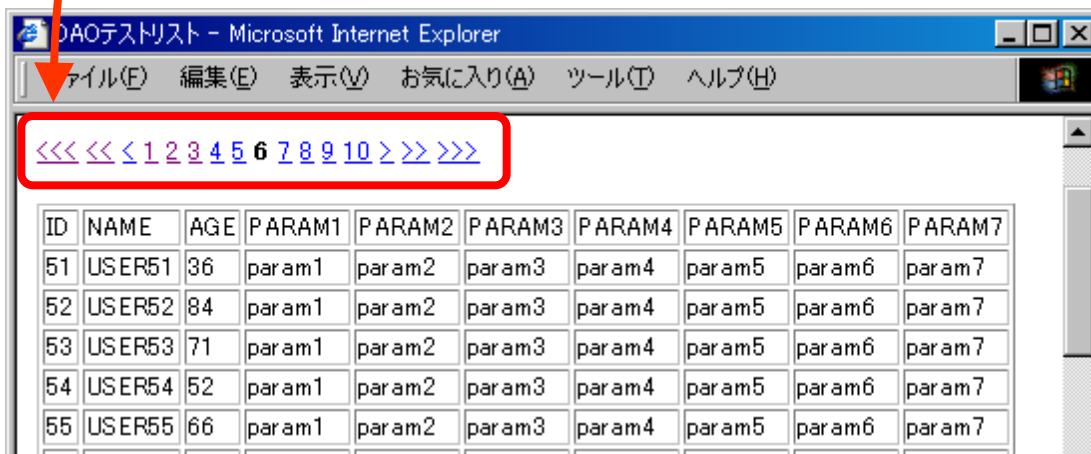 DAOテストリスト - Microsoft Internet Explorer
ファイル(F) 編集(E) 表示(V) お気に入り(A) ツール(T) ヘルプ(H)
<<< << < 1 2 3 4 5 6 7 8 9 10 > >> >>>
ID NAME AGE PARAM1 PARAM2 PARAM3 PARAM4 PARAM5 PARAM6 PARAM7
51 USER51 36 param1 param2 param3 param4 param5 param6 param7
52 USER52 84 param1 param2 param3 param4 param5 param6 param7
53 USER53 71 param1 param2 param3 param4 param5 param6 param7
54 USER54 52 param1 param2 param3 param4 param5 param6 param7
55 USER55 66 param1 param2 param3 param4 param5 param6 param7